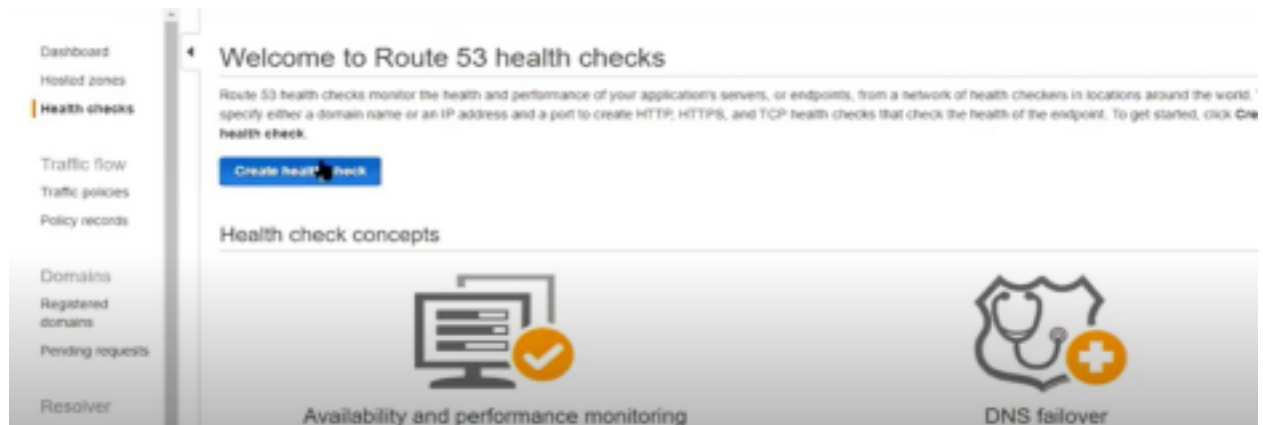 Dashboard
Hosted zones
Health checks
Traffic flow
Traffic policies
Policy records
Domains
Registered
domains
Pending requests
Resolver
Welcome to Route 53 health checks
Route 53 health checks monitor the health and performance of your application's servers, or endpoints, from a network of health checkers in locations around the world.
specify either a domain name or an IP address and a port to create HTTP, HTTPS, and TCP health checks that check the health of the endpoint. To get started, click Cre
health check.
Create health check
Health check concepts
Availability and performance monitoring
DNS failover